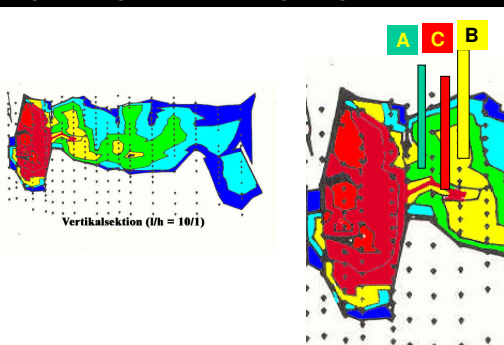 A C B
Vertikalsektion (l/h = 10/1)